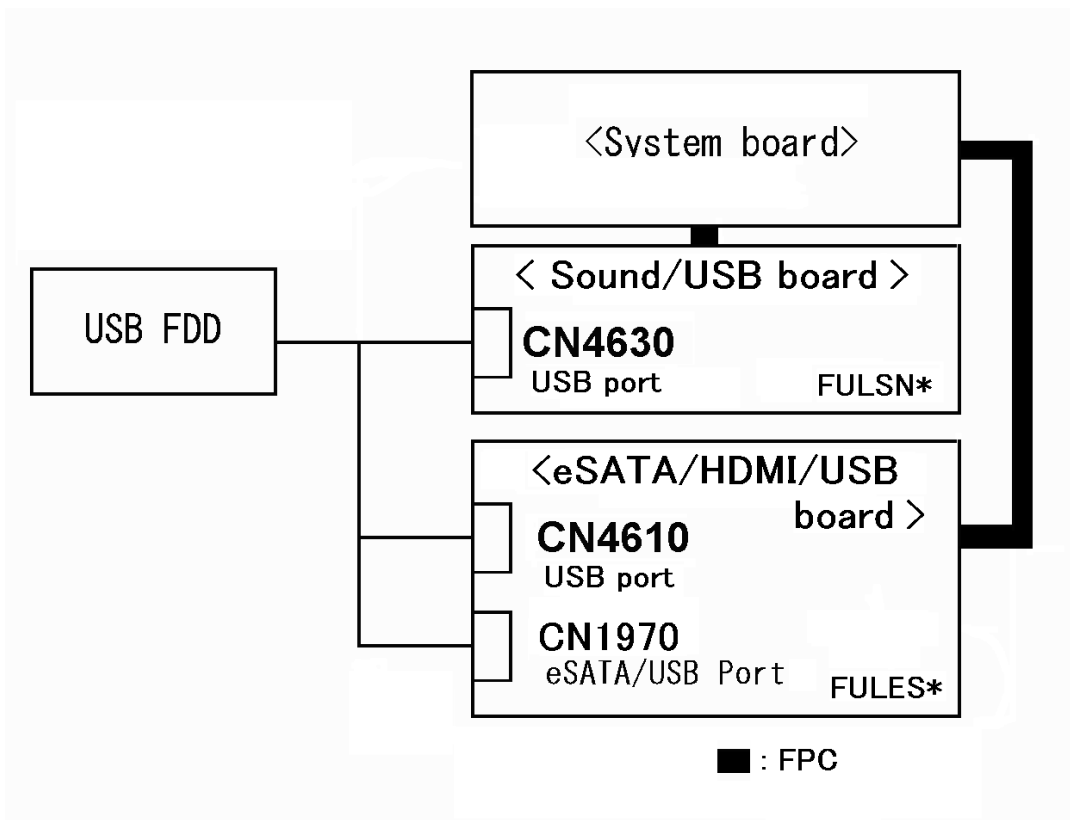 <System board>
< Sound/USB board >
USB FDD
CN4630
USB port
FULSN*
<eSATA/HDMI/USB
board >
CN4610
USB port
CN1970
eSATA/USB Port
FULES*
: FPC